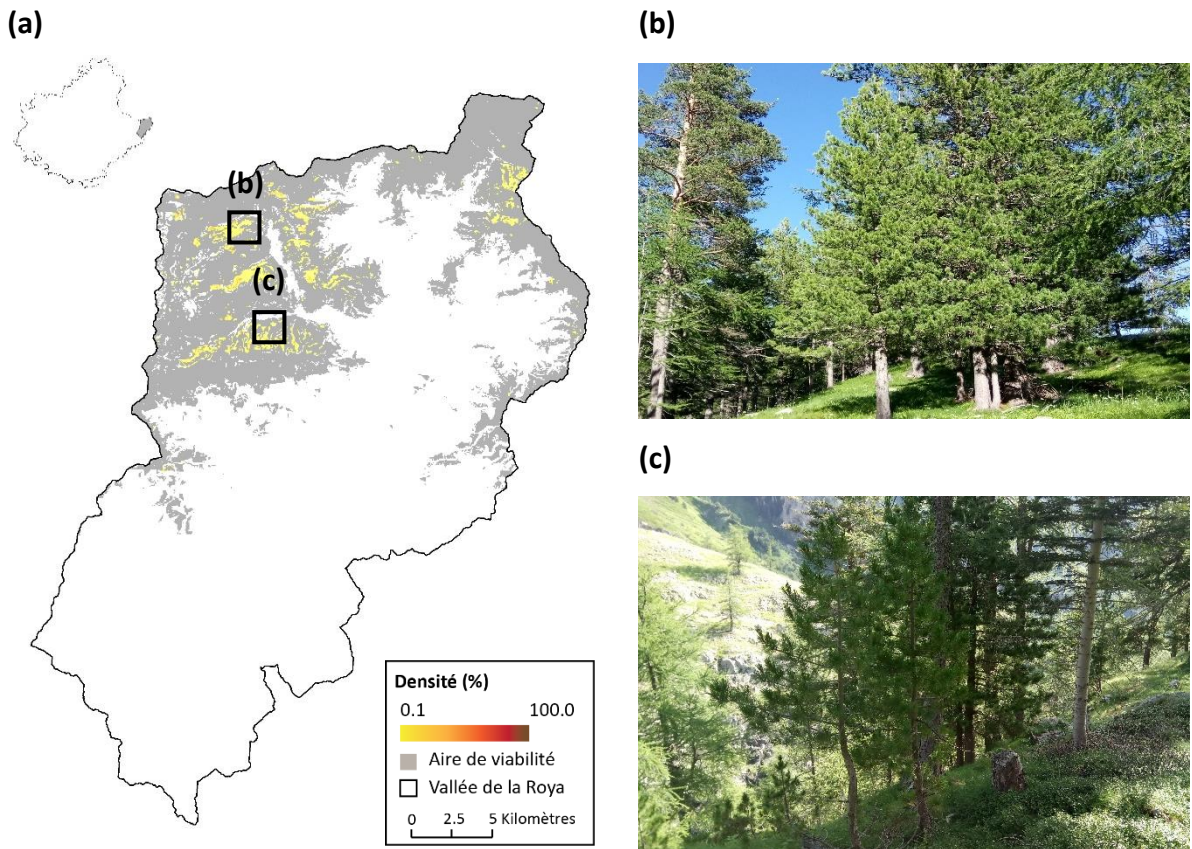 (a)
(b)
(c)
Densité (%)
0.1 100.0
Aire de viabilité
Vallée de la Roya
0 2.5 5 Kilomètres
(b)
(c)